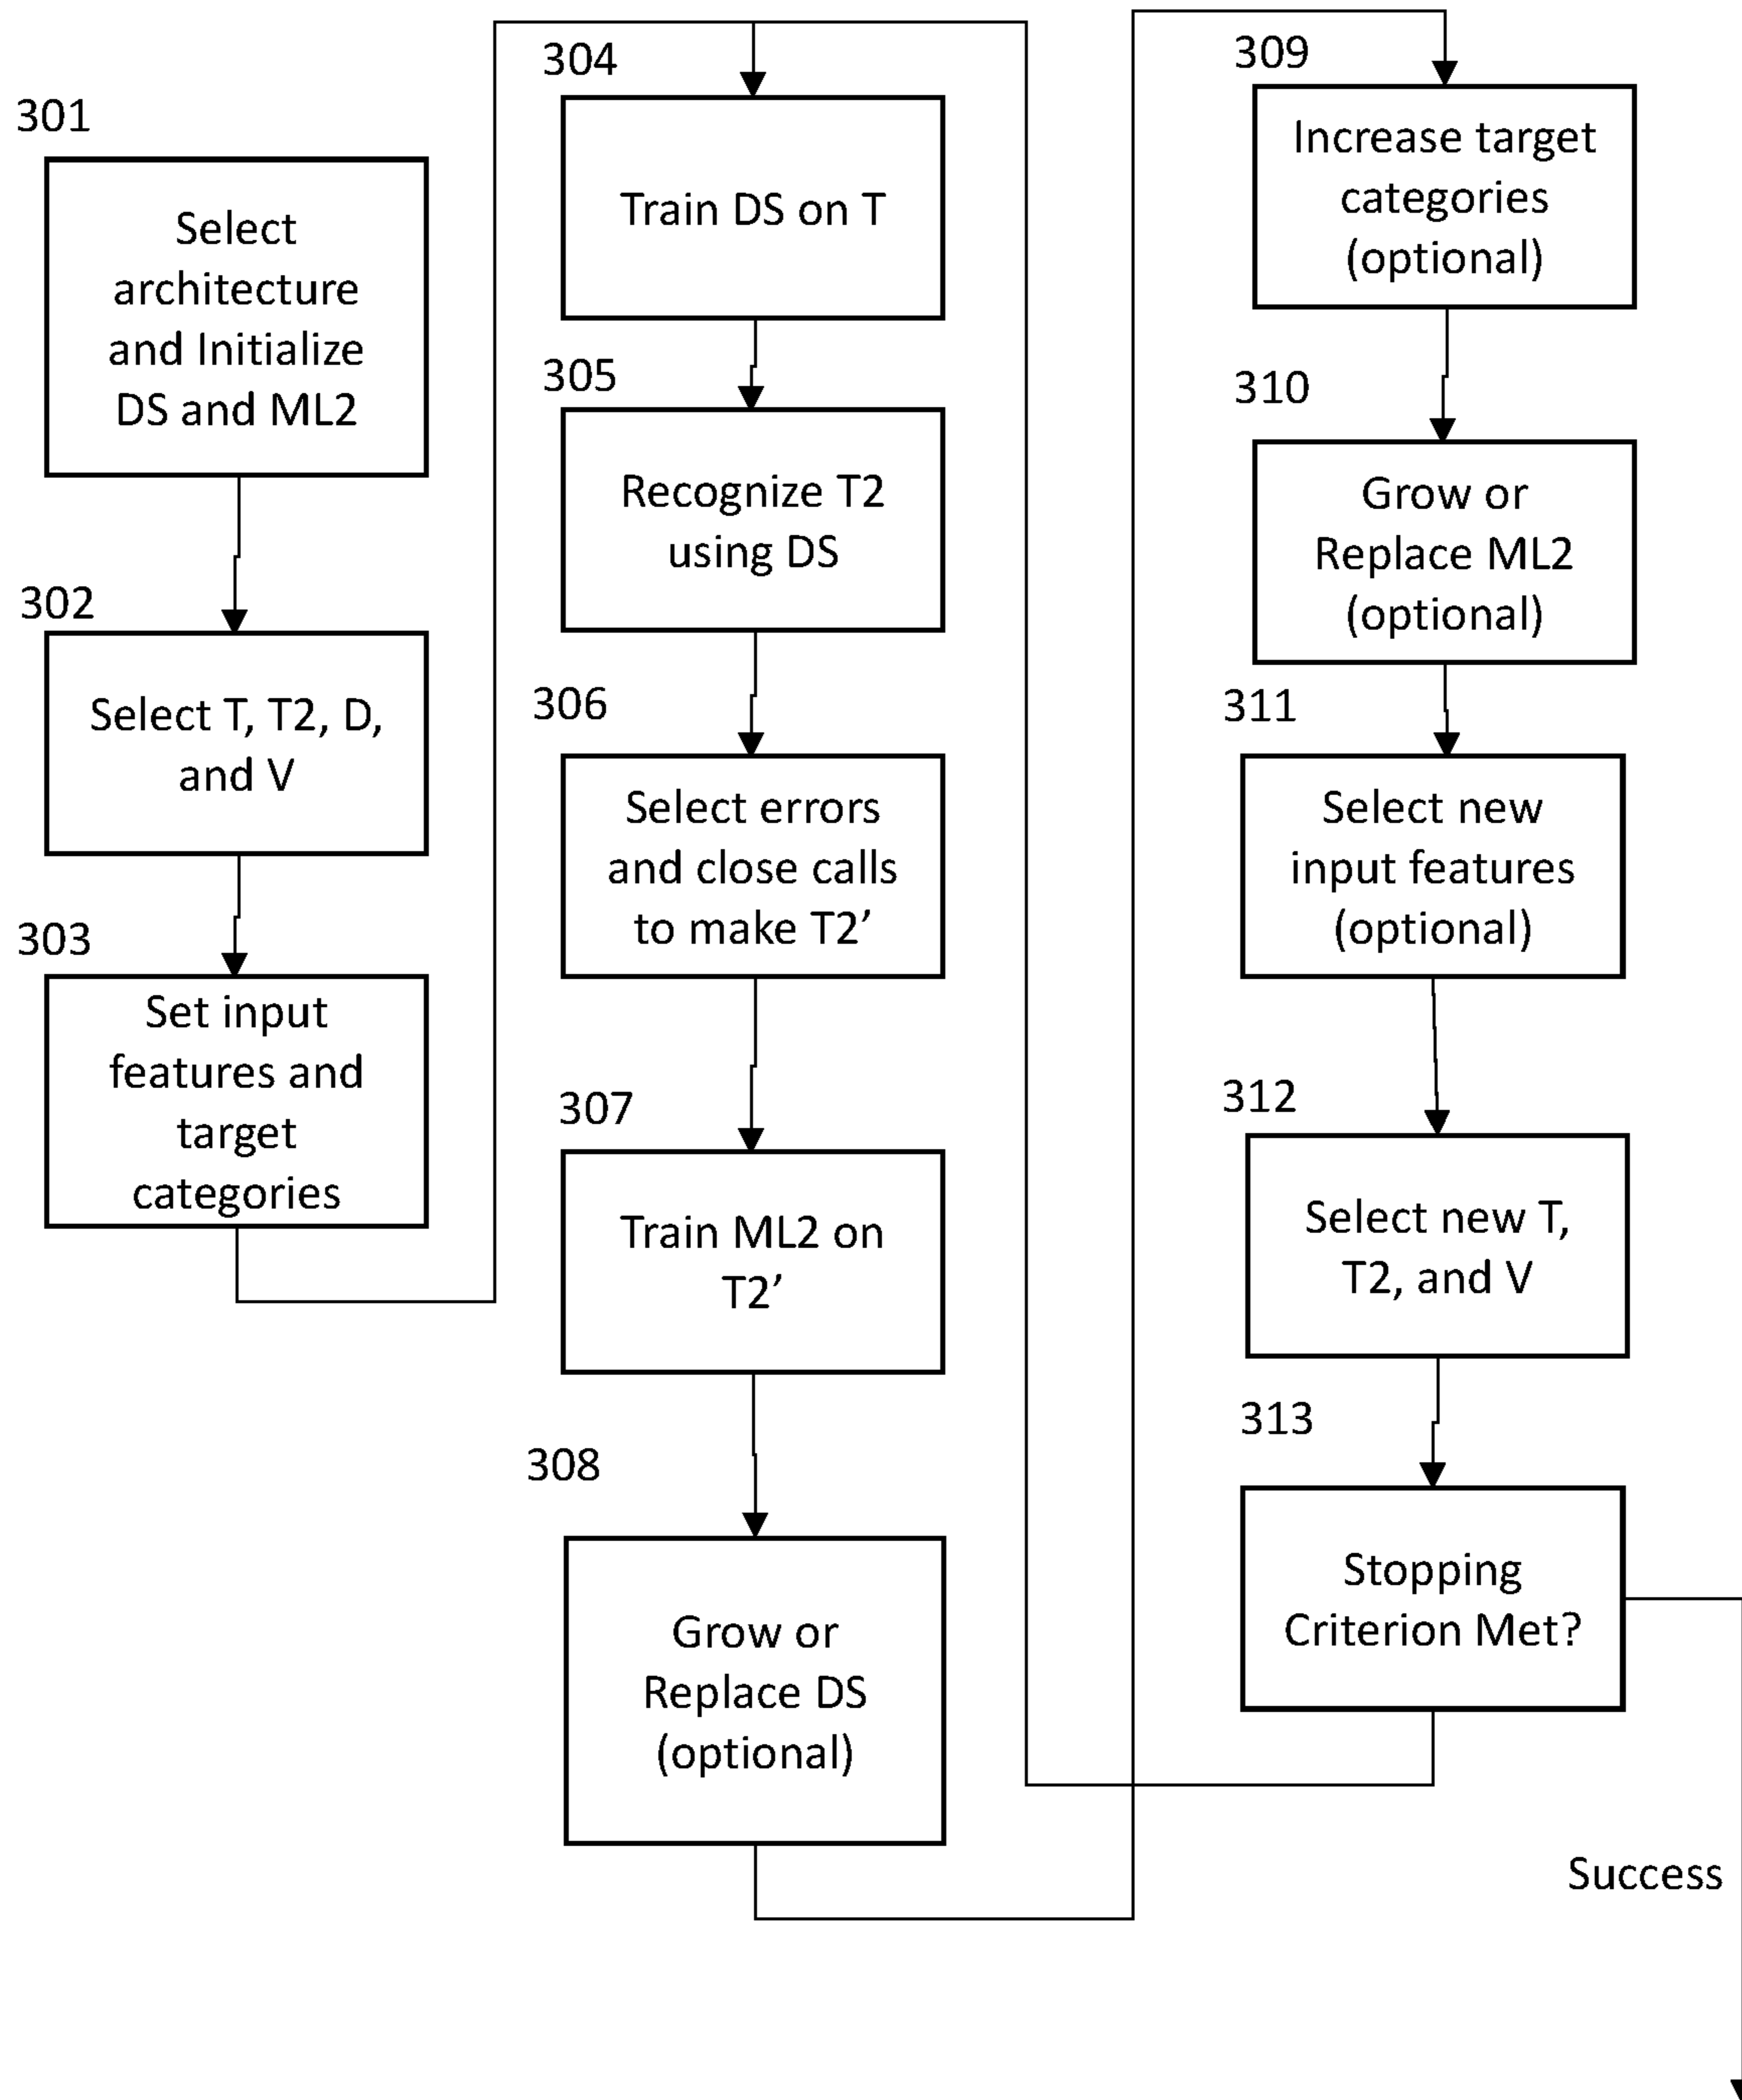 301
Select
architecture
and Initialize
DS and ML2
302
Select T, T2, D,
and V
303
Set input
features and
target
categories
304
Train DS on T
305
Recognize T2
using DS
306
Select errors
and close calls
to make T2’
307
Train ML2 on
T2’
308
Grow or
Replace DS
(optional)
309
Increase target
categories
(optional)
310
Grow or
Replace ML2
(optional)
311
Select new
input features
(optional)
312
Select new T,
T2, and V
313
Stopping
Criterion Met?
Success